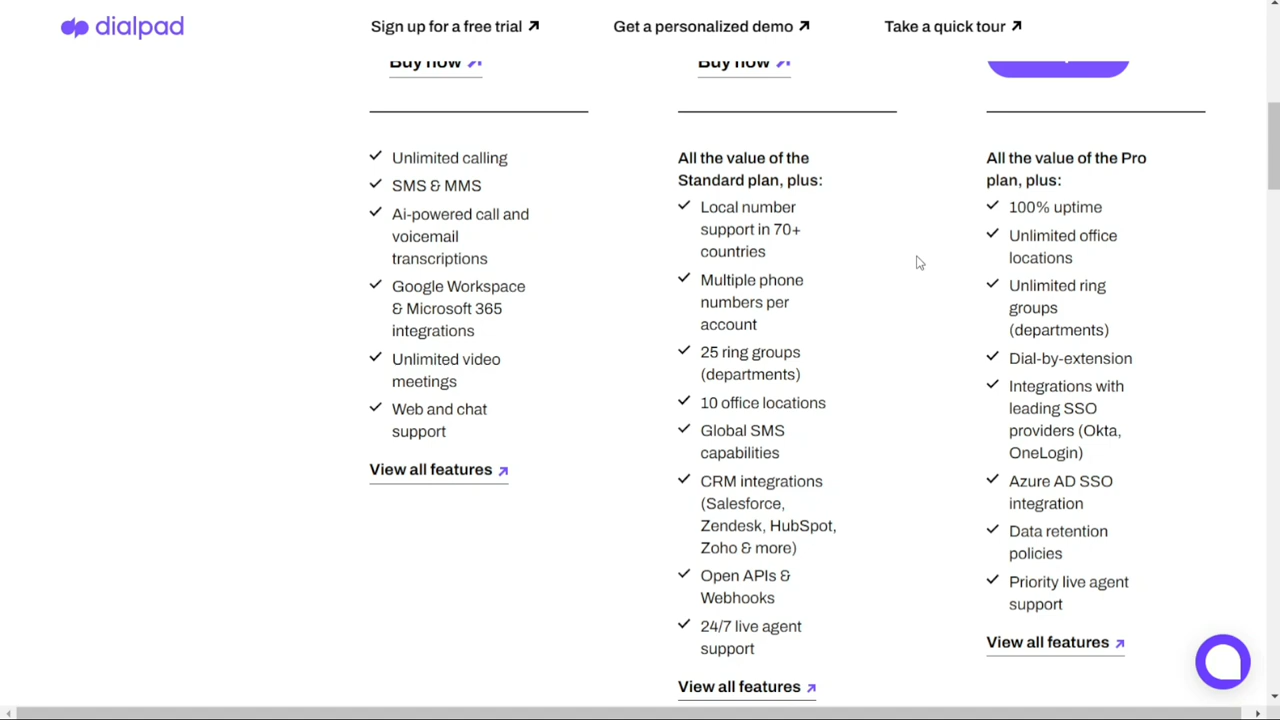 dialpad
Sign up for a free trial
Get a personalized demo
Take a quick tour
Buy now
Buy now
Unlimited calling
SMS & MMS
Ai-powered call and
voicemail
transcriptions
Google Workspace
& Microsoft 365
integrations
Unlimited video
meetings
Web and chat
support
View all features
All the value of the
Standard plan, plus:
Local number
support in 70+
countries
Multiple phone
numbers per
account
25 ring groups
(departments)
10 office locations
Global SMS
capabilities
CRM integrations
(Salesforce,
Zendesk, HubSpot,
Zoho & more)
Open APIs &
Webhooks
24/7 live agent
support
View all features
All the value of the Pro
plan, plus:
100% uptime
Unlimited office
locations
Unlimited ring
groups
(departments)
Dial-by-extension
Integrations with
leading SSO
providers (Okta,
OneLogin)
Azure AD SSO
integration
Data retention
policies
Priority live agent
support
View all features